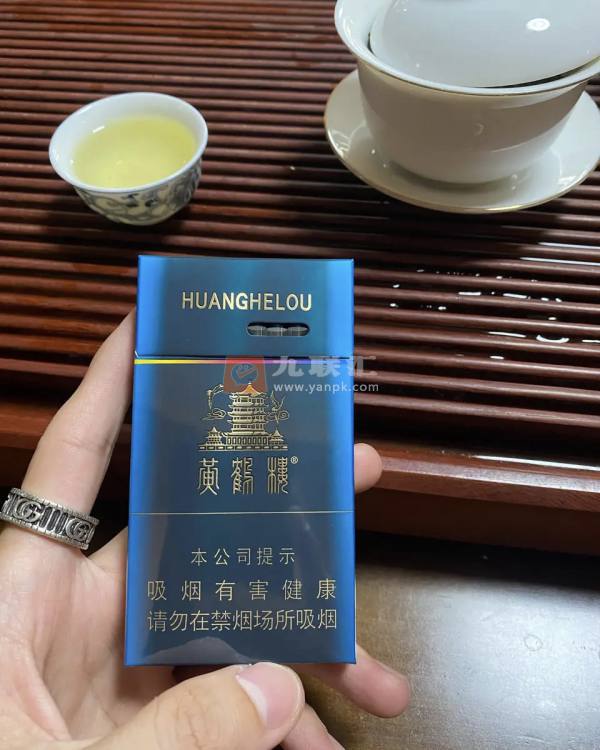 HUANGHELOU
九联汇
www.yanpk.com
黄鹤楼®
本公司提示
吸烟有害健康
请勿在禁烟场所吸烟